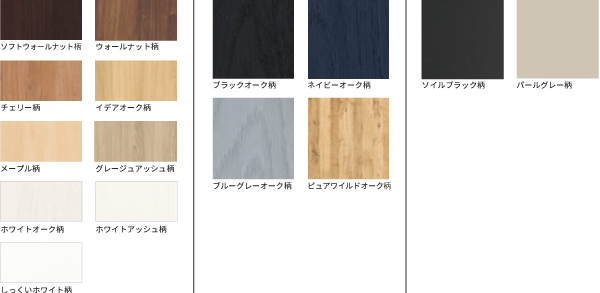 ソフトウォールナット柄
ウォールナット柄
チェリー柄
イデアオーク柄
メープル柄
グレージュアッシュ柄
ホワイトオーク柄
ホワイトアッシュ柄
しっくいホワイト柄
ブラックオーク柄
ネイビーオーク柄
ブルーグレーオーク柄
ピュアワイルドオーク柄
ソイルブラック柄
パールグレー柄